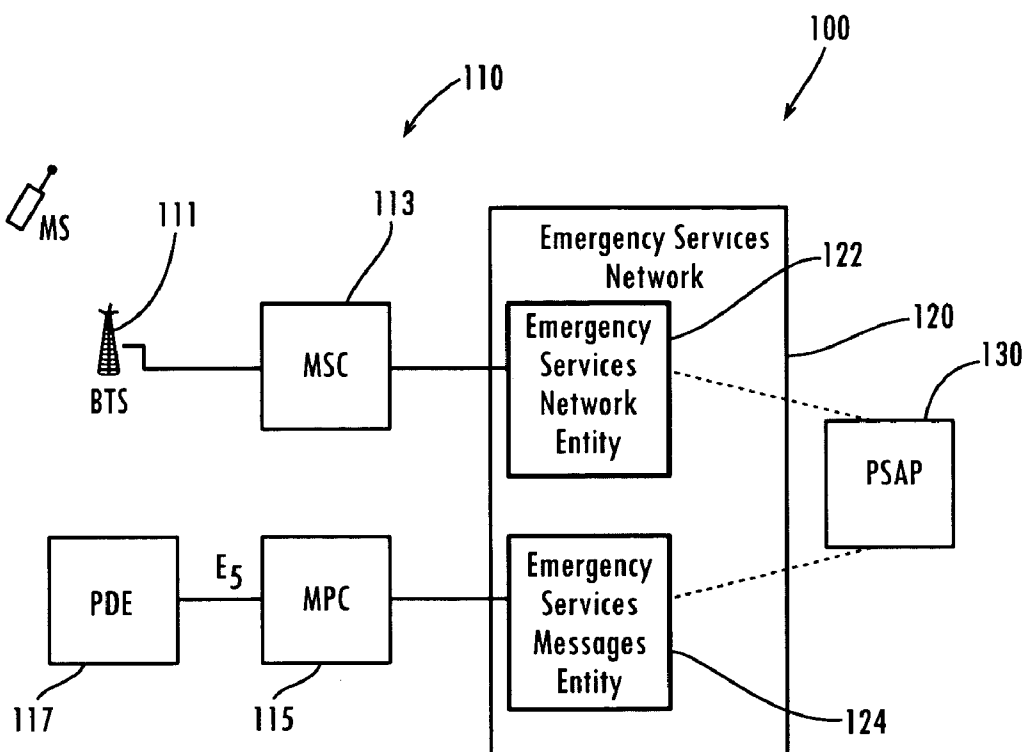 100
110
MS
111
113
Emergency Services
Network
122
120
130
BTS
MSC
Emergency
Services
Network
Entity
PSAP
PDE
E5
MPC
Emergency
Services
Messages
Entity
117
115
124